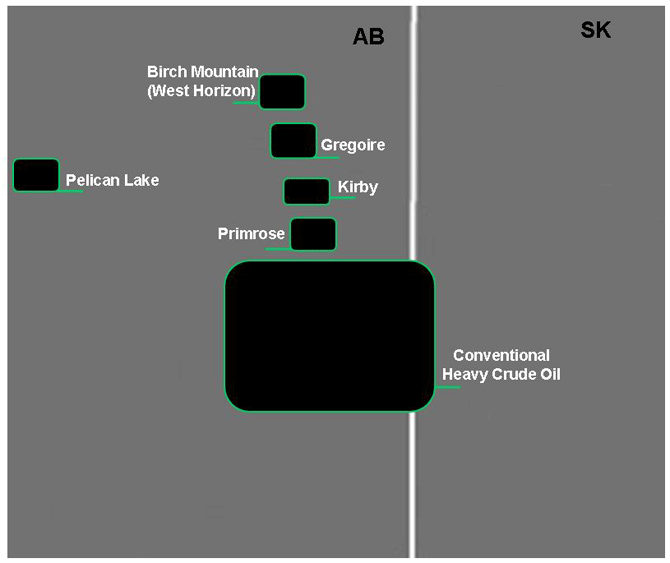 AB
SK
Birch Mountain
(West Horizon)
Gregoire
Pelican Lake
Kirby
Primrose
Conventional
Heavy Crude Oil